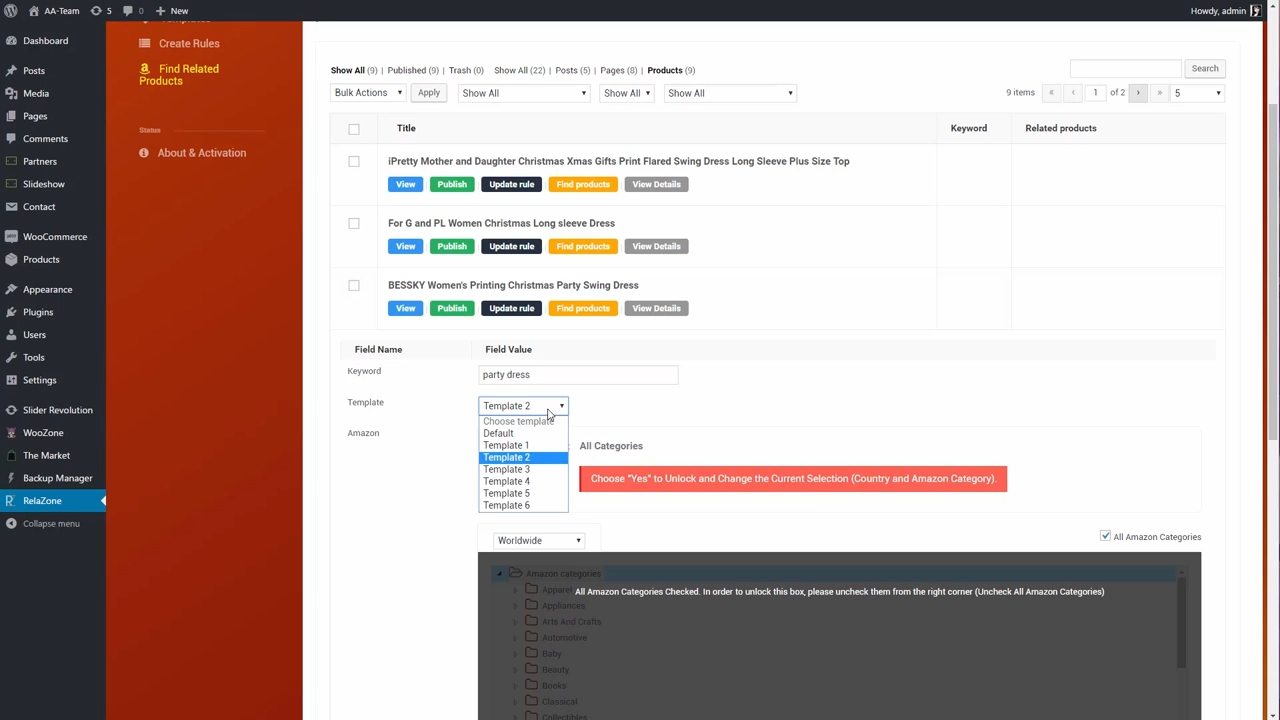 AA-Team 5 0 New Howdy, admin
Templates
Create Rules
Find Related Products
Status
About & Activation
Dashboard
Posts
Media
Pages
Comments
Partners
Slideshow
Contact
WooCommerce
Products
Appearance
Plugins
Users
Tools
Settings
Slider Revolution
WooZone
The Market
Backup Manager
RelaZone
Collapse menu
Show All (9) | Published (9) | Trash (0) Show All (22) | Posts (5) | Pages (8) | Products (9)
Search
Bulk Actions Apply Show All Show All Show All 9 items « ‹ 1 of 2 › » 5
Title Keyword Related products
iPretty Mother and Daughter Christmas Xmas Gifts Print Flared Swing Dress Long Sleeve Plus Size Top
View Publish Update rule Find products View Details
For G and PL Women Christmas Long sleeve Dress
View Publish Update rule Find products View Details
BESSKY Women's Printing Christmas Party Swing Dress
View Publish Update rule Find products View Details
Field Name Field Value
Keyword party dress
Template Template 2
Choose template
Default
Template 1
Template 2
Template 3
Template 4
Template 5
Template 6
Amazon
: All Categories
Choose "Yes" to Unlock and Change the Current Selection (Country and Amazon Category).
Worldwide All Amazon Categories
Amazon categories
Apparel
All Amazon Categories Checked. In order to unlock this box, please uncheck them from the right corner (Uncheck All Amazon Categories)
Appliances
Arts And Crafts
Automotive
Baby
Beauty
Books
Classical
Collectibles